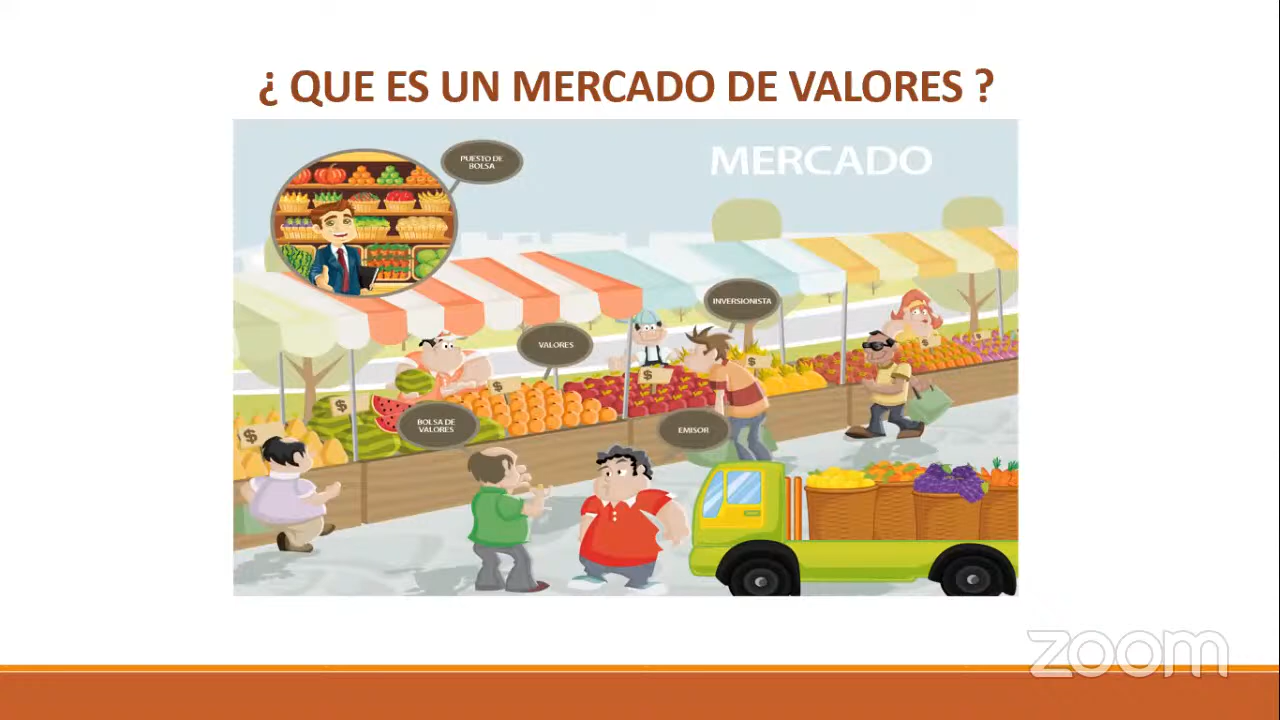 ¿ QUE ES UN MERCADO DE VALORES ?
MERCADO
PUESTO DE
BOLSA
INVERSIONISTA
VALORES
$
$
$
$
$
BOLSA DE
VALORES
EMISOR
zoom